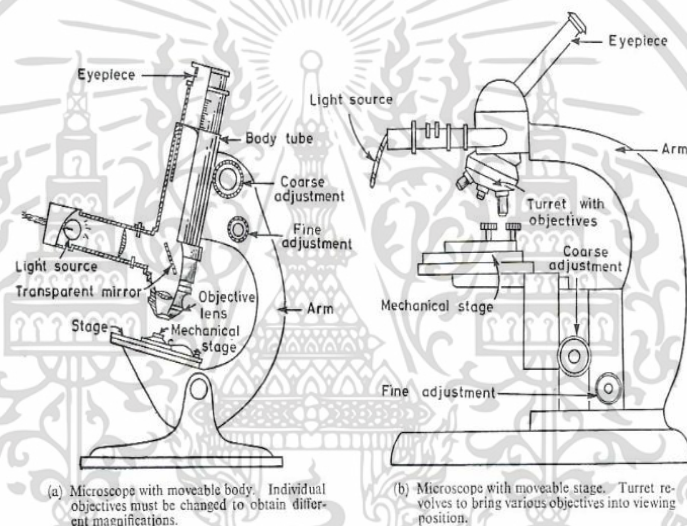 Eyepiece
Body tube
Coarse
adjustment
Fine
adjustment
Light source
Transparent mirror
Objective
lens
Stage
Mechanical
stage
Arm
(a) Microscope with moveable body. Individual
objectives must be changed to obtain differ-
ent magnifications.
Eyepiece
Light source
Arm
Turret with
objectives
Coarse
adjustment
Mechanical stage
Fine adjustment
(b) Microscope with moveable stage. Turret re-
volves to bring various objectives into viewing
position.